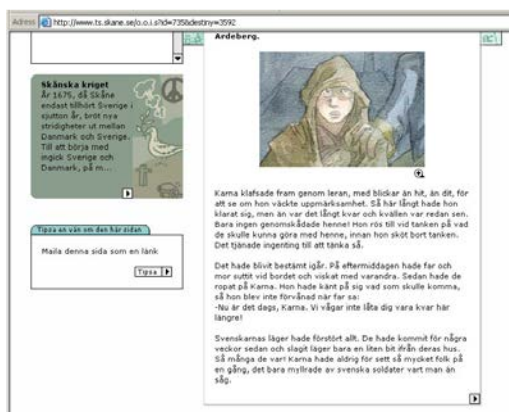 Adress http://www.ts.skane.se/o.o.i.s?id=735&destiny=3592
Ardeberg.
Skånska kriget
År 1675, då Skåne
endast tillhört Sverige i
sjutton år, bröt nya
stridigheter ut mellan
Danmark och Sverige.
Till att börja med
ingick Sverige och
Danmark, på m...
Tipsa en vän om den här sidan
Maila denna sida som en länk
Tipsa
Karna klafsade fram genom leran, med blickar än hit, än dit, för
att se om hon väckte uppmärksamhet. Så här långt hade hon
klarat sig, men än var det långt kvar och kvällen var redan sen.
Bara ingen genomskådade henne! Hon rös till vid tanken på vad
de skulle kunna göra med henne, innan hon sköt bort tanken.
Det tjänade ingenting till att tänka så.
Det hade blivit bestämt igår. På eftermiddagen hade far och
mor suttit vid bordet och viskat med varandra. Sedan hade de
ropat på Karna. Hon hade känt på sig vad som skulle komma,
så hon blev inte förvånad när far sa:
-Nu är det dags, Karna. Vi vågar inte låta dig vara kvar här
längre!
Svenskarnas läger hade förstört allt. De hade kommit för några
veckor sedan och slagit läger bara en liten bit ifrån deras hus.
Så många de var! Karna hade aldrig för sett så mycket folk på
en gång, det bara myllrade av svenska soldater vart man än
såg.